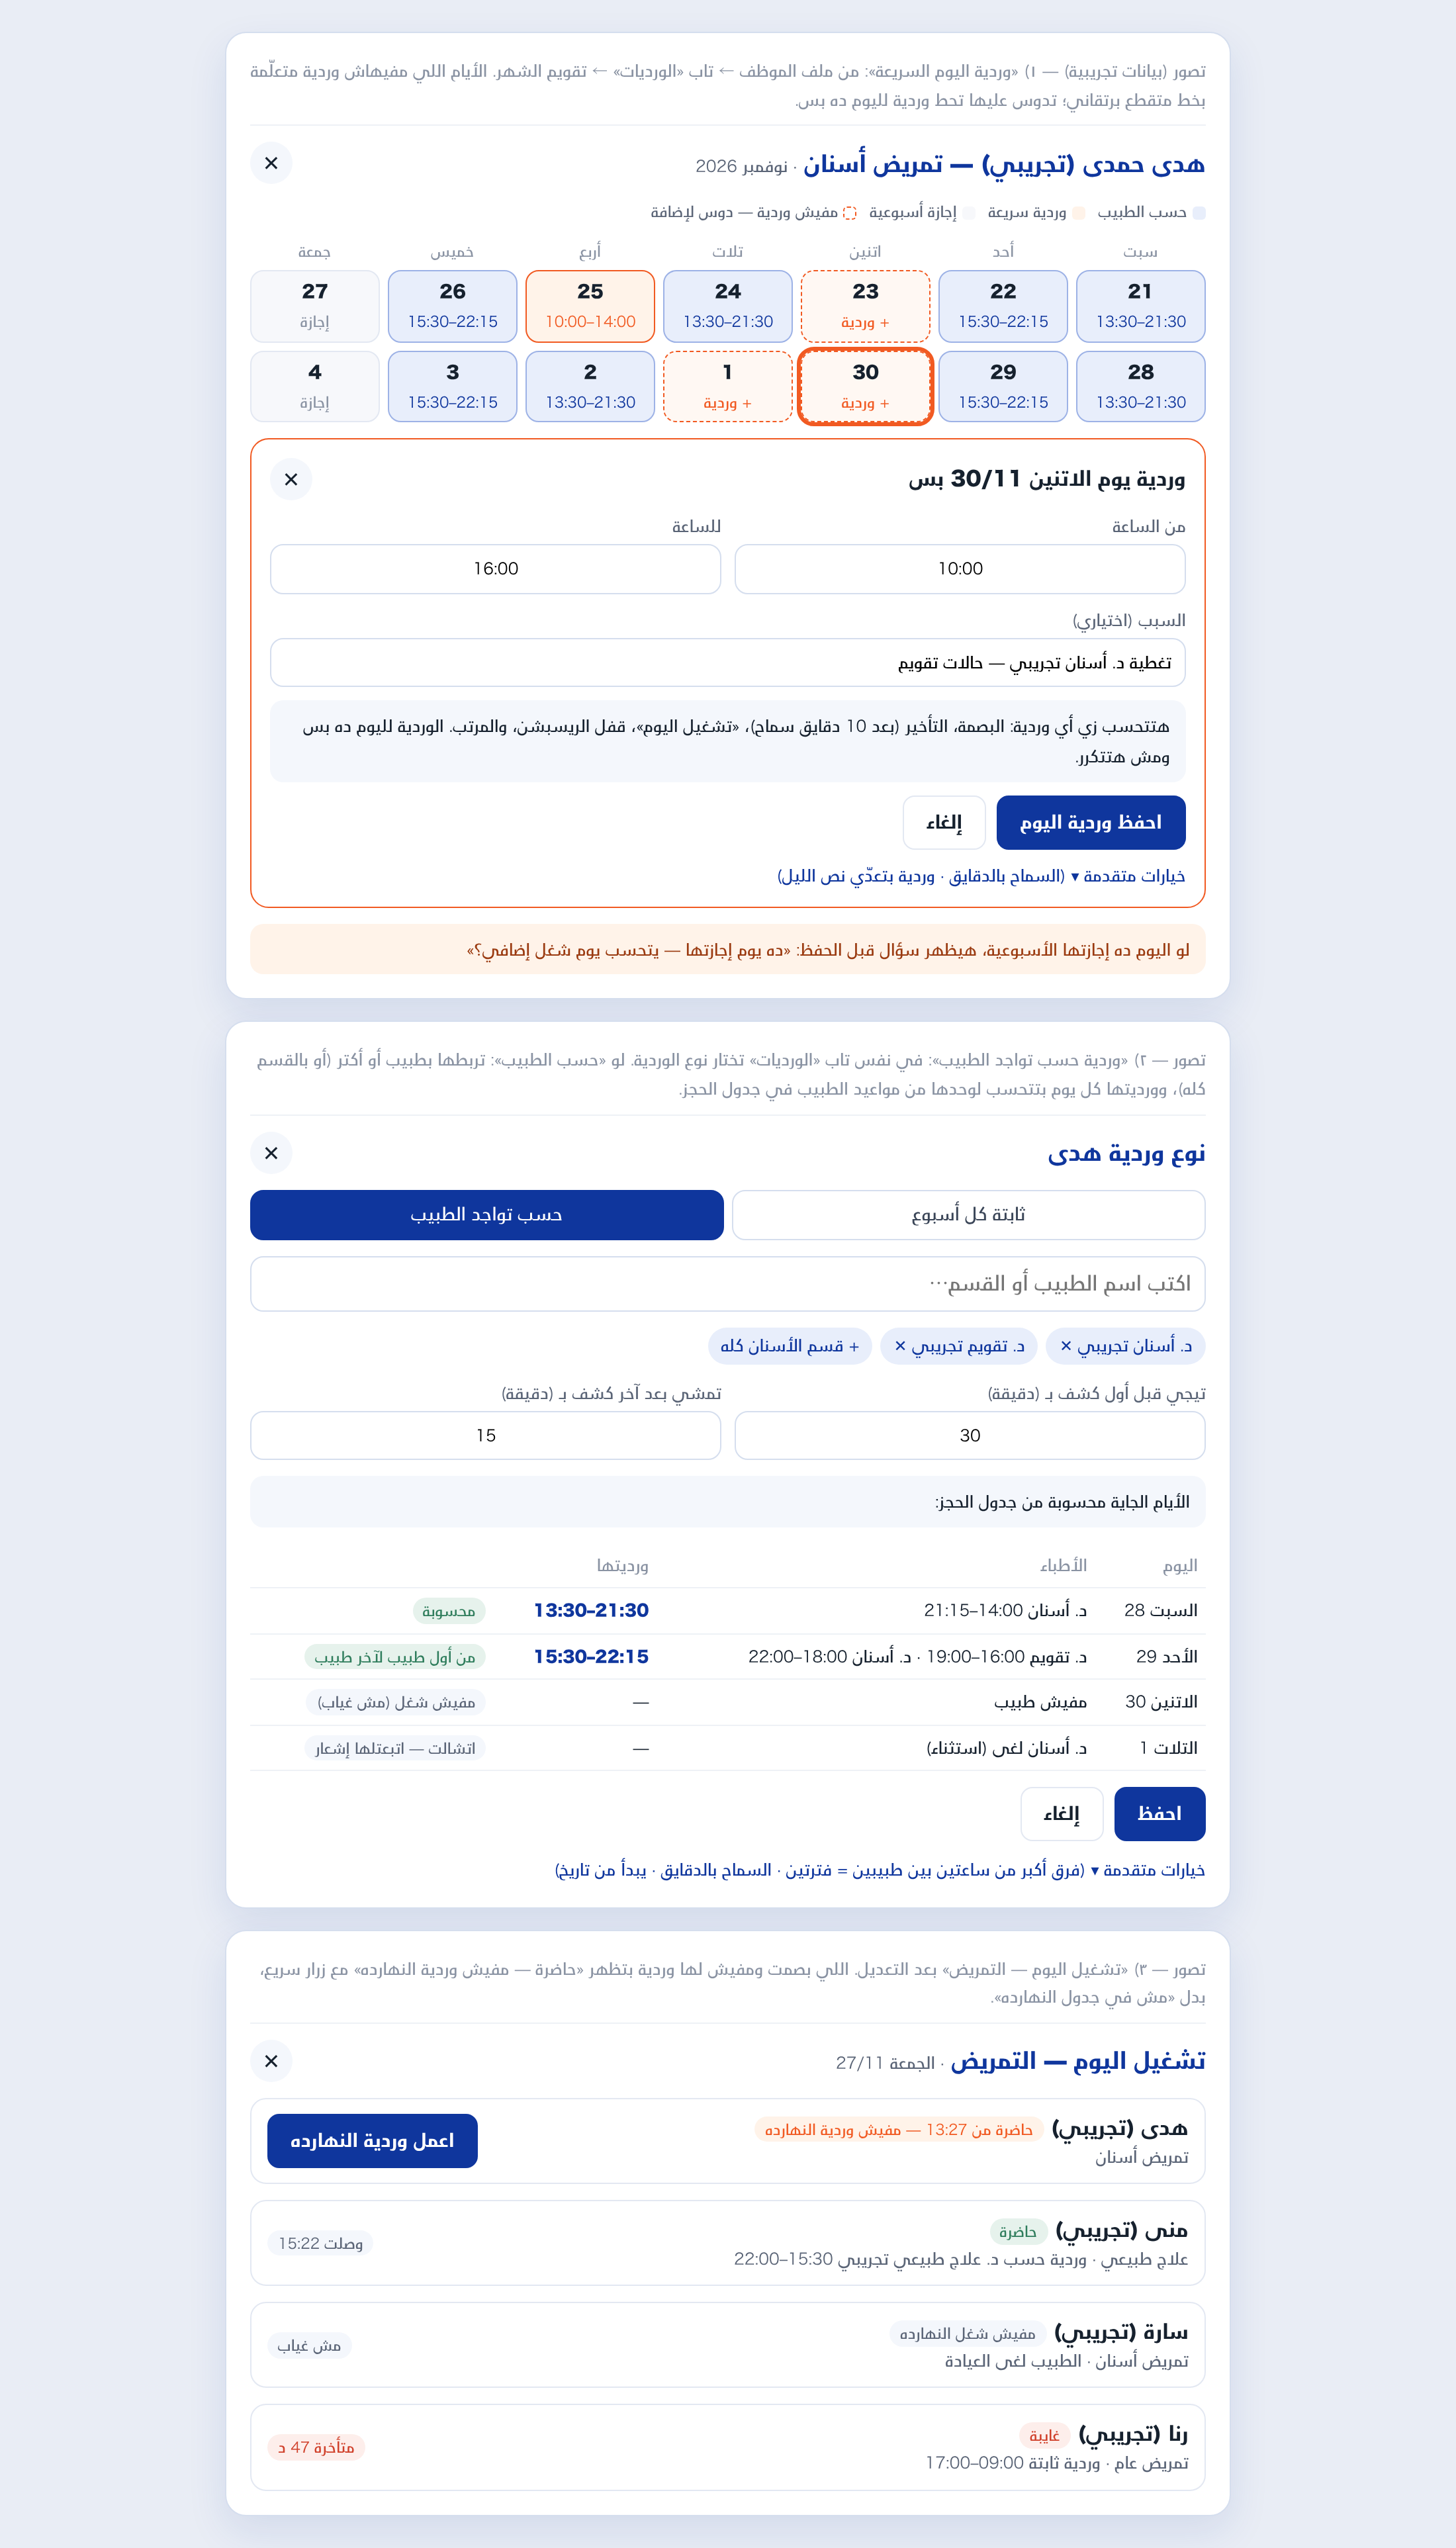 تصور (بيانات تجريبية) — ١) «وردية اليوم السريعة»: من ملف الموظف ← تاب «الورديات» ← تقويم الشهر. الأيام اللي مفيهاش وردية متعلّمة
بخط متقطع برتقاني؛ تدوس عليها تحط وردية لليوم ده بس.
هدى حمدى (تجريبي) — تمريض أسنان · نوفمبر 2026
✕
حسب الطبيب وردية سريعة إجازة أسبوعية مفيش وردية — دوس لإضافة
سبت أحد اتنين تلات أربع خميس جمعة
21 22 23 24 25 26 27
13:30–21:30 15:30–22:15 + وردية 13:30–21:30 10:00–14:00 15:30–22:15 إجازة
28 29 30 1 2 3 4
13:30–21:30 15:30–22:15 + وردية + وردية 13:30–21:30 15:30–22:15 إجازة
وردية يوم الاتنين 30/11 بس
✕
من الساعة للساعة
10:00 16:00
السبب (اختياري)
تغطية د. أسنان تجريبي — حالات تقويم
هتتحسب زي أي وردية: البصمة، التأخير (بعد 10 دقايق سماح)، «تشغيل اليوم»، قفل الريسبشن، والمرتب. الوردية لليوم ده بس
ومش هتتكرر.
احفظ وردية اليوم إلغاء
خيارات متقدمة ▾ (السماح بالدقايق · وردية بتعدّي نص الليل)
لو اليوم ده إجازتها الأسبوعية، هيظهر سؤال قبل الحفظ: «ده يوم إجازتها — يتحسب يوم شغل إضافي؟»
تصور — ٢) «وردية حسب تواجد الطبيب»: في نفس تاب «الورديات» تختار نوع الوردية. لو «حسب الطبيب»: تربطها بطبيب أو أكتر (أو بالقسم
كله)، وورديتها كل يوم بتتحسب لوحدها من مواعيد الطبيب في جدول الحجز.
نوع وردية هدى
✕
ثابتة كل أسبوع حسب تواجد الطبيب
اكتب اسم الطبيب أو القسم…
د. أسنان تجريبي ✕ د. تقويم تجريبي ✕ + قسم الأسنان كله
تيجي قبل أول كشف بـ (دقيقة) تمشي بعد آخر كشف بـ (دقيقة)
30 15
الأيام الجاية محسوبة من جدول الحجز:
اليوم الأطباء ورديتها
السبت 28 د. أسنان 14:00–21:15 13:30–21:30 محسوبة
الأحد 29 د. تقويم 16:00–19:00 · د. أسنان 18:00–22:00 15:30–22:15 من أول طبيب لآخر طبيب
الاتنين 30 مفيش طبيب — مفيش شغل (مش غياب)
التلات 1 د. أسنان لغى (استثناء) — اتشالت — اتبعتلها إشعار
احفظ إلغاء
خيارات متقدمة ▾ (فرق أكبر من ساعتين بين طبيبين = فترتين · السماح بالدقايق · يبدأ من تاريخ)
تصور — ٣) «تشغيل اليوم — التمريض» بعد التعديل. اللي بصمت ومفيش لها وردية بتظهر «حاضرة — مفيش وردية النهارده» مع زرار سريع،
بدل «مش في جدول النهارده».
تشغيل اليوم — التمريض · الجمعة 27/11
✕
هدى (تجريبي) حاضرة من 13:27 — مفيش وردية النهارده
تمريض أسنان
اعمل وردية النهارده
منى (تجريبي) حاضرة
علاج طبيعي · وردية حسب د. علاج طبيعي تجريبي 15:30–22:00
وصلت 15:22
سارة (تجريبي) مفيش شغل النهارده
تمريض أسنان · الطبيب لغى العيادة
مش غياب
رنا (تجريبي) غايبة
تمريض عام · وردية ثابتة 09:00–17:00
متأخرة 47 د